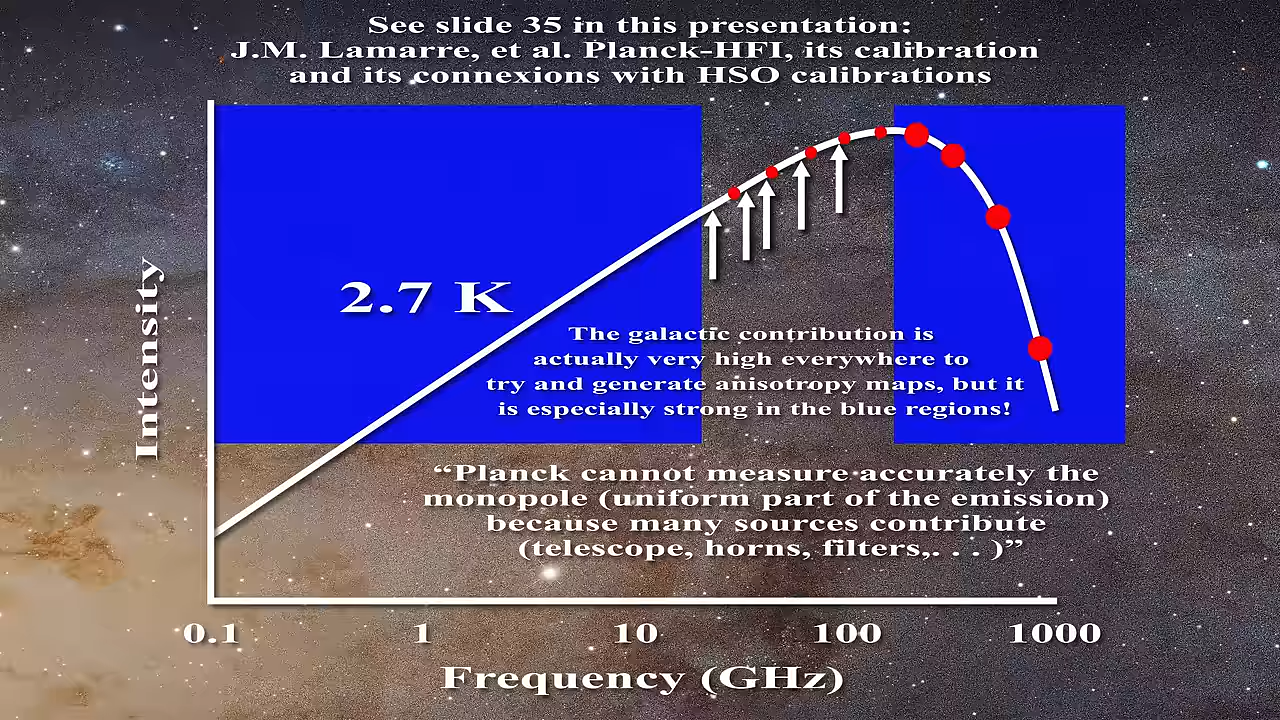 See slide 35 in this presentation:
J.M. Lamarre, et al. Planck-HFI, its calibration
and its connexions with HSO calibrations
Intensity
2.7 K
The galactic contribution is
actually very high everywhere to
try and generate anisotropy maps, but it
is especially strong in the blue regions!
“Planck cannot measure accurately the
monopole (uniform part of the emission)
because many sources contribute
(telescope, horns, filters,. . . )”
0.1 1 10 100 1000
Frequency (GHz)